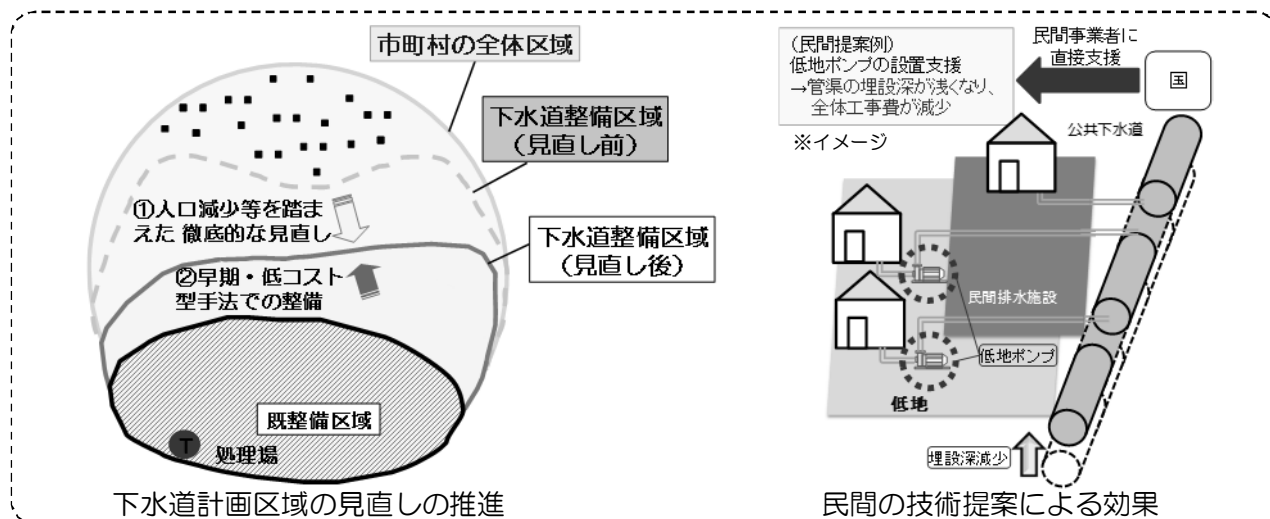 市町村の全体区域
下水道整備区域
（見直し前）
①人口減少等を踏ま
えた 徹底的な見直し
下水道整備区域
（見直し後）
②早期・低コスト
型手法での整備
既整備区域
T
処理場
下水道計画区域の見直しの推進
（民間提案例）
低地ポンプの設置支援
→管渠の埋設深が浅くなり、
全体工事費が減少
※イメージ
民間事業者に
直接支援
国
公共下水道
民間排水施設
低地ポンプ
低地
埋設深減少
民間の技術提案による効果